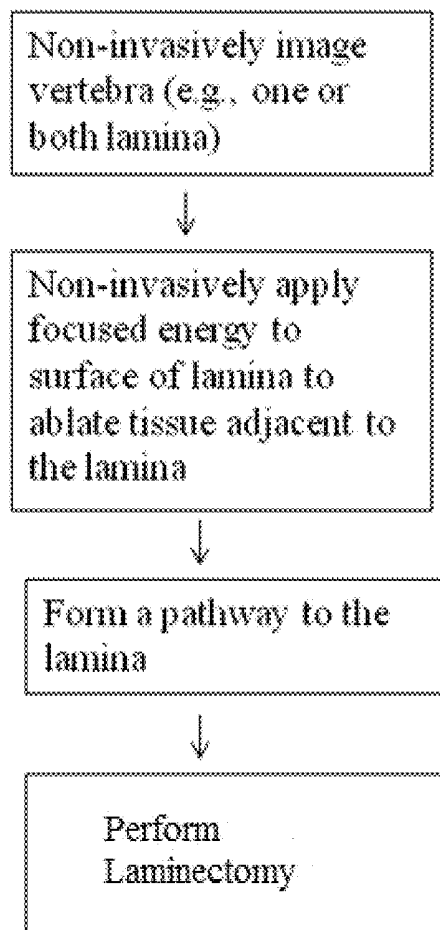 Non-invasively image
vertebra (e.g., one or
both lamina)
Non-invasively apply
focused energy to
surface of lamina to
ablate tissue adjacent to
the lamina
Form a pathway to the
lamina
Perform
Laminectomy